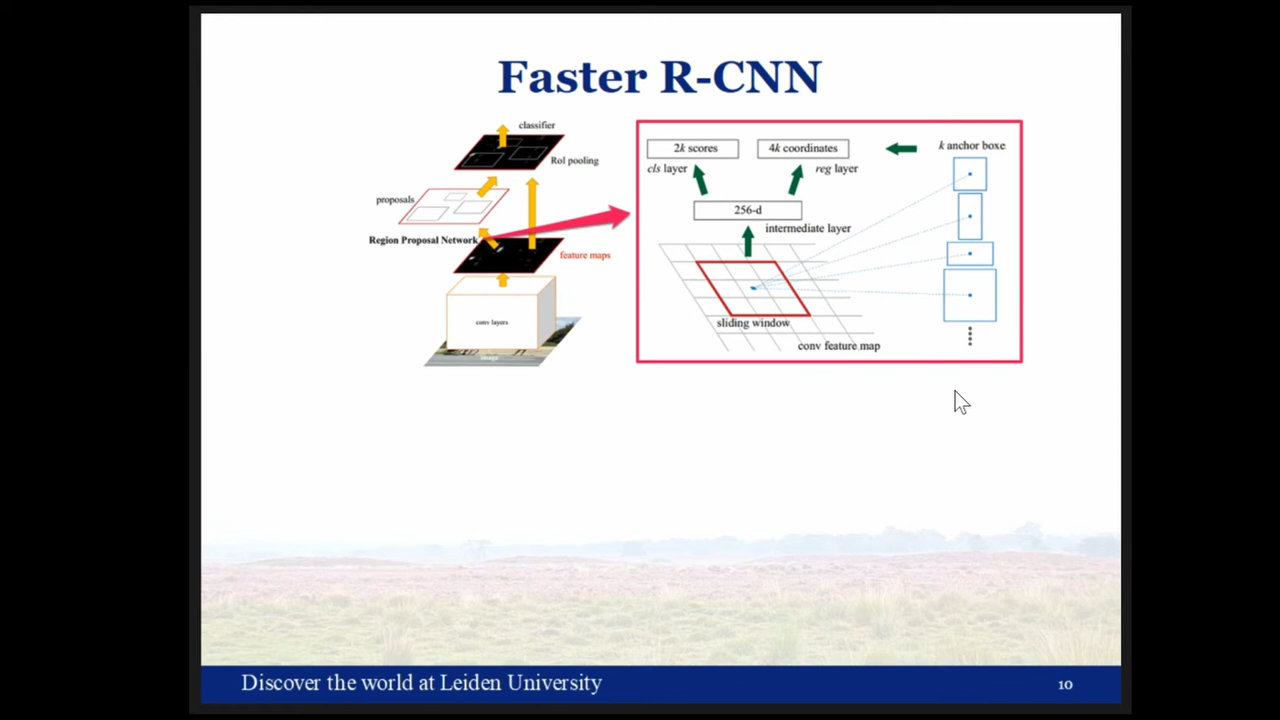 Faster R-CNN
classifier
RoI pooling
proposals
Region Proposal Network
feature maps
conv layers
image
2k scores
4k coordinates
k anchor boxe
cls layer
reg layer
256-d
intermediate layer
sliding window
conv feature map
Discover the world at Leiden University
10